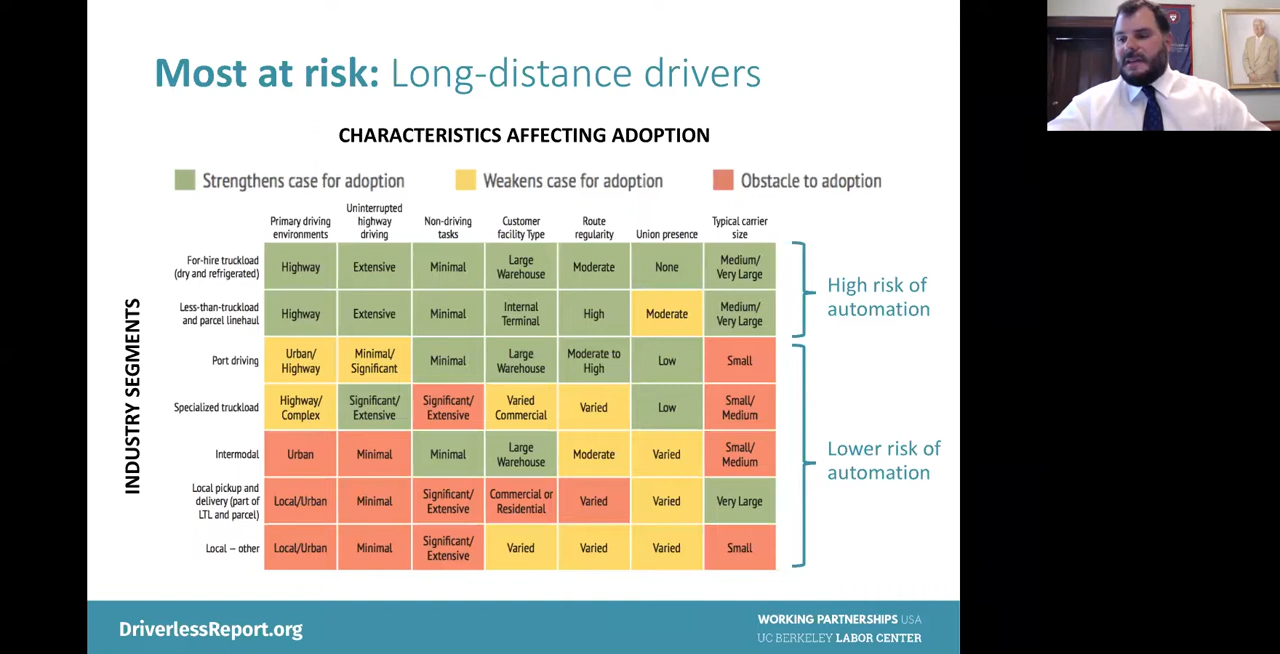 Most at risk: Long-distance drivers
CHARACTERISTICS AFFECTING ADOPTION
Strengthens case for adoption
Weakens case for adoption
Obstacle to adoption
Primary driving
environments
Uninterrupted
highway
driving
Non-driving
tasks
Customer
facility Type
Route
regularity
Union presence
Typical carrier
size
INDUSTRY SEGMENTS
For-hire truckload
(dry and refrigerated)
Highway
Extensive
Minimal
Large
Warehouse
Moderate
None
Medium/
Very Large
Less-than-truckload
and parcel linehaul
Highway
Extensive
Minimal
Internal
Terminal
High
Moderate
Medium/
Very Large
High risk of
automation
Port driving
Urban/
Highway
Minimal/
Significant
Minimal
Large
Warehouse
Moderate to
High
Low
Small
Specialized truckload
Highway/
Complex
Significant/
Extensive
Significant/
Extensive
Varied
Commercial
Varied
Low
Small/
Medium
Intermodal
Urban
Minimal
Minimal
Large
Warehouse
Moderate
Varied
Small/
Medium
Local pickup and
delivery (part of
LTL and parcel)
Local/Urban
Minimal
Significant/
Extensive
Commercial or
Residential
Varied
Varied
Very Large
Local – other
Local/Urban
Minimal
Significant/
Extensive
Varied
Varied
Varied
Small
Lower risk of
automation
DriverlessReport.org
WORKING PARTNERSHIPS USA
UC BERKELEY LABOR CENTER